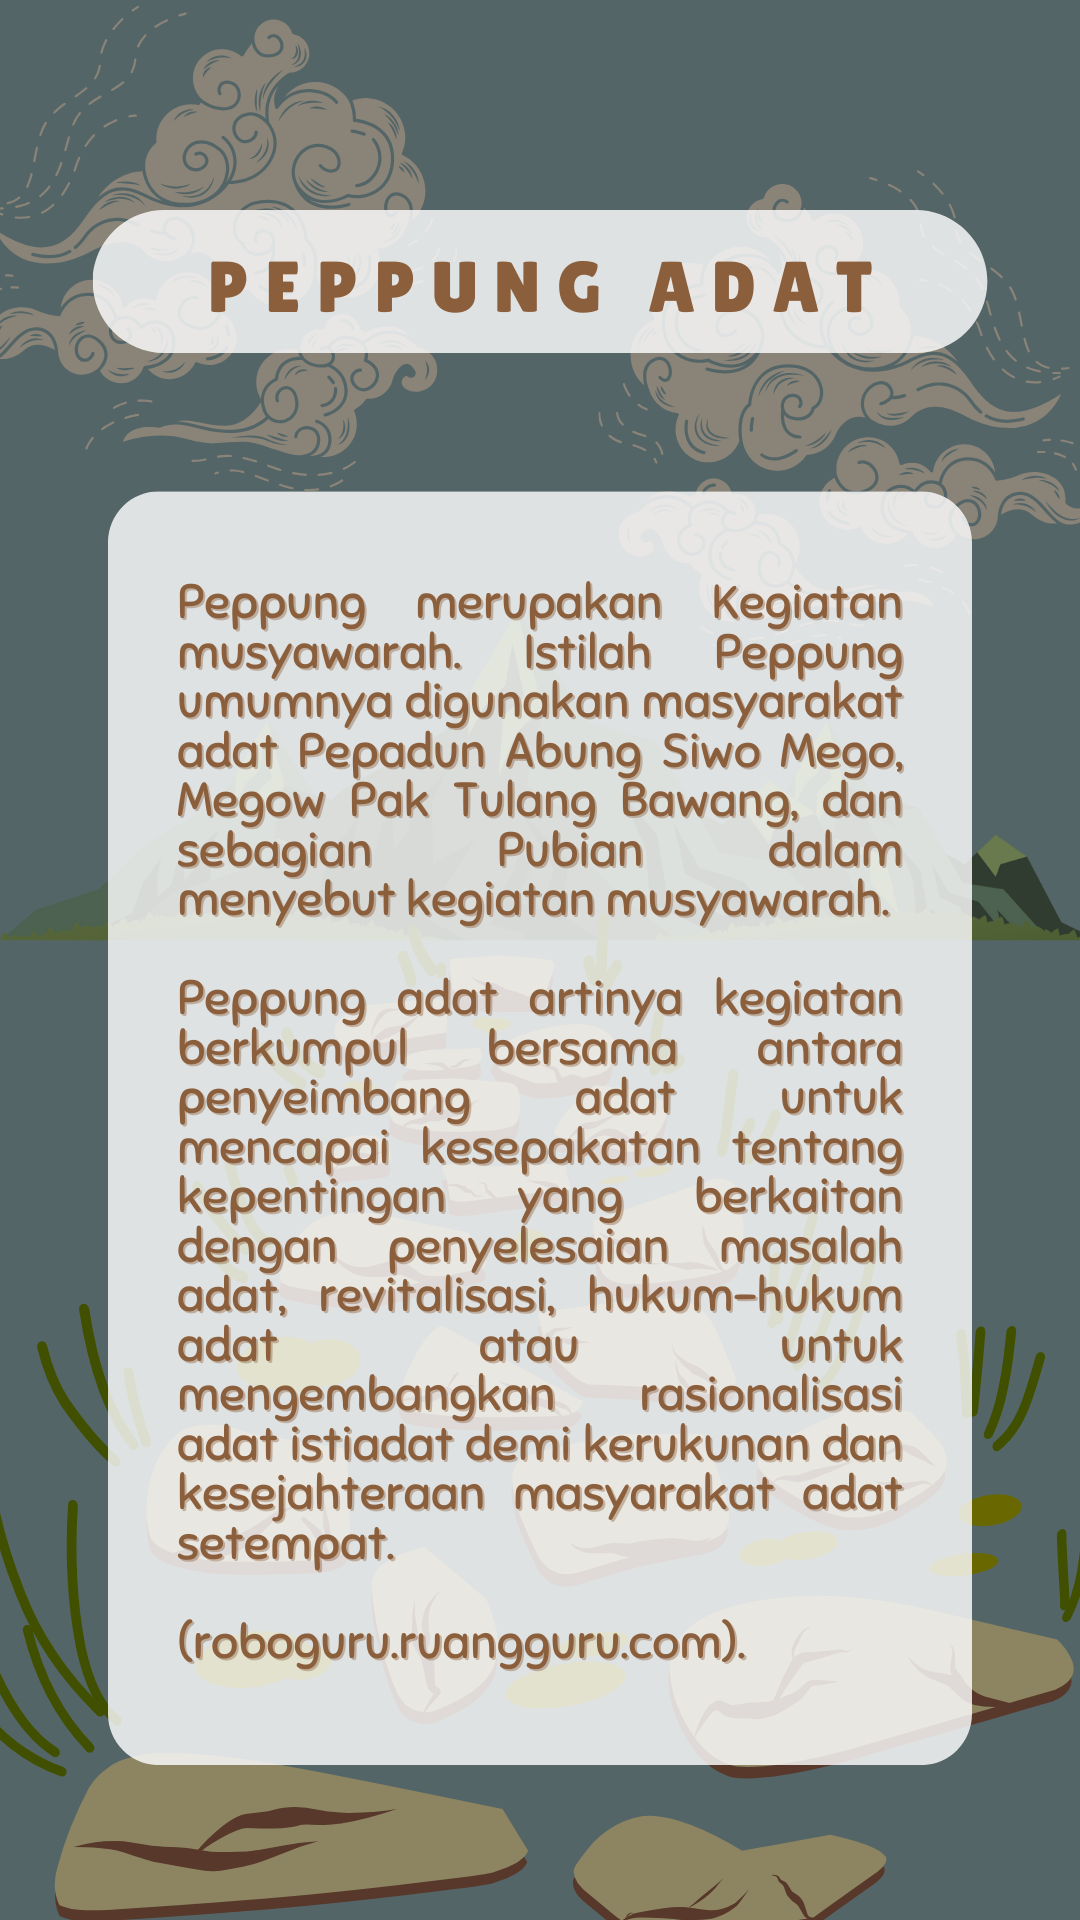 PEPPUNG ADAT
Peppung merupakan Kegiatan
musyawarah. Istilah Peppung
umumnya digunakan masyarakat
adat Pepadun Abung Siwo Mego,
Megow Pak Tulang Bawang, dan
sebagian Pubian dalam
menyebut kegiatan musyawarah.
Peppung adat artinya kegiatan
berkumpul bersama antara
penyeimbang adat untuk
mencapai kesepakatan tentang
kepentingan yang berkaitan
dengan penyelesaian masalah
adat, revitalisasi, hukum-hukum
adat atau untuk
mengembangkan rasionalisasi
adat istiadat demi kerukunan dan
kesejahteraan masyarakat adat
setempat.
(roboguru.ruangguru.com).